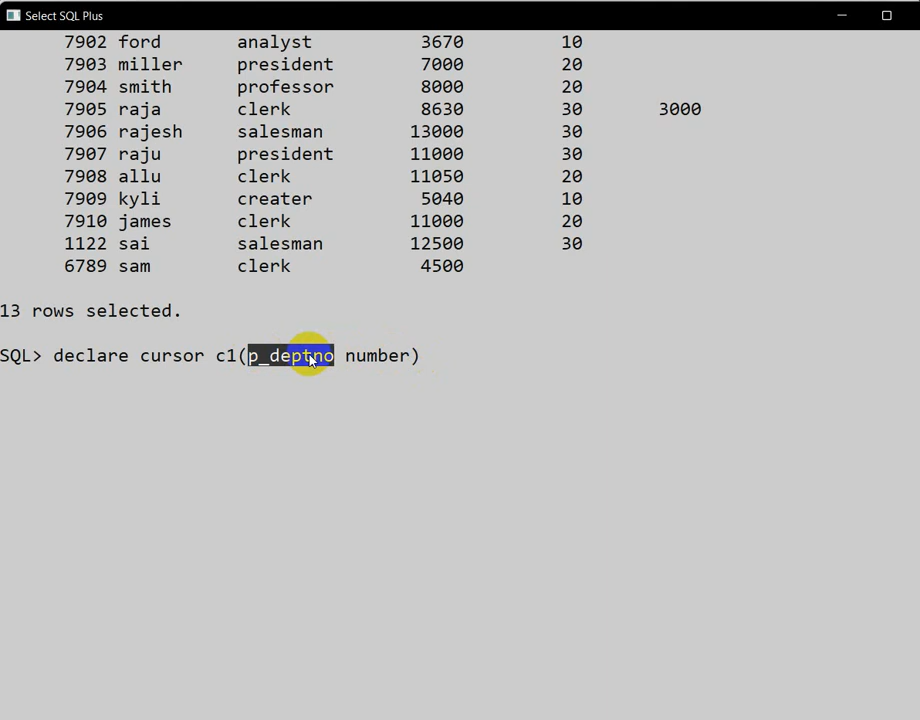 Select SQL Plus
7902 ford analyst 3670 10
7903 miller president 7000 20
7904 smith professor 8000 20
7905 raja clerk 8630 30 3000
7906 rajesh salesman 13000 30
7907 raju president 11000 30
7908 allu clerk 11050 20
7909 kyli creater 5040 10
7910 james clerk 11000 20
1122 sai salesman 12500 30
6789 sam clerk 4500
13 rows selected.
SQL> declare cursor c1(p_deptno number)